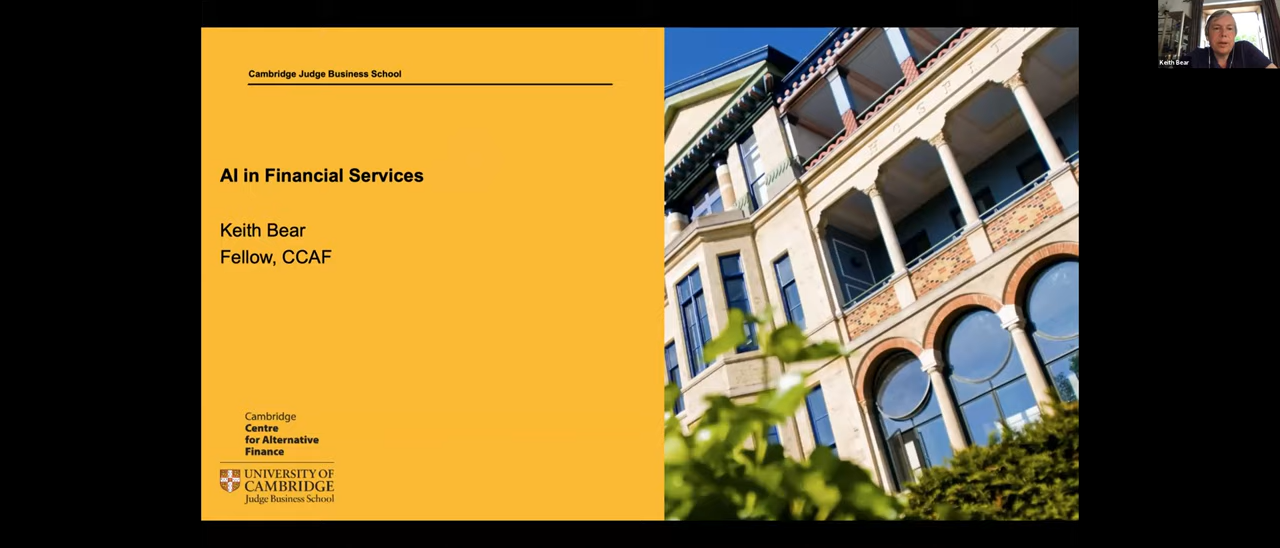 Cambridge Judge Business School
AI in Financial Services
Keith Bear
Fellow, CCAF
Cambridge
Centre
for Alternative
Finance
UNIVERSITY OF
CAMBRIDGE
Judge Business School
HOSPIT
Keith Bear